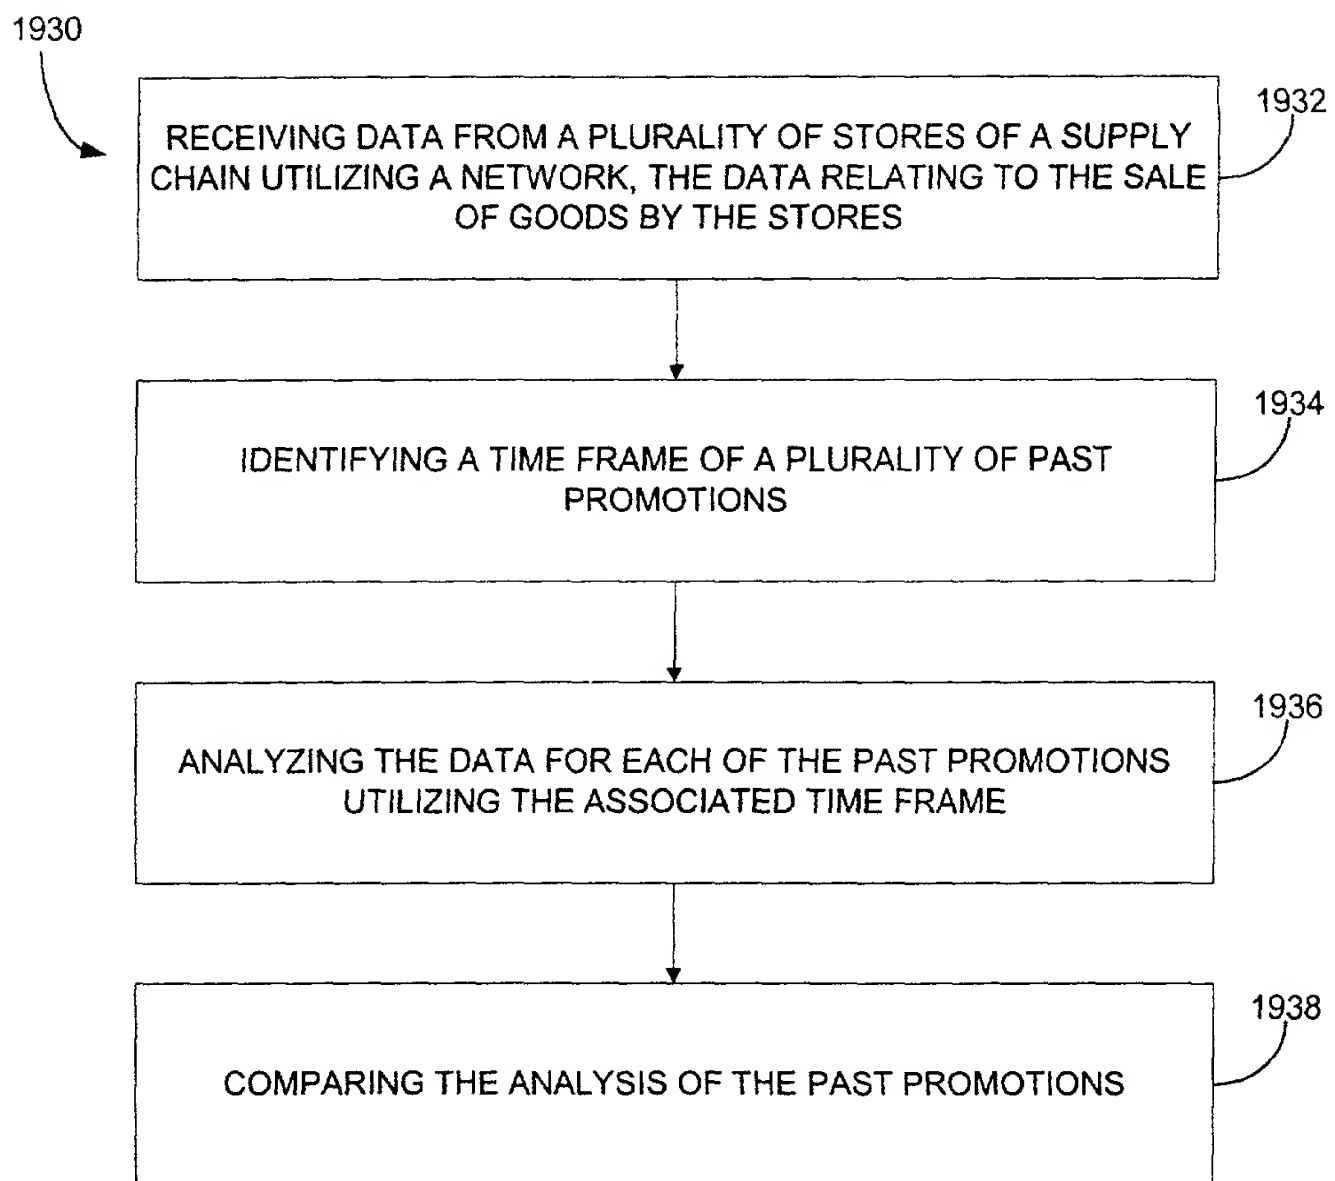 1930
1932
RECEIVING DATA FROM A PLURALITY OF STORES OF A SUPPLY
CHAIN UTILIZING A NETWORK, THE DATA RELATING TO THE SALE
OF GOODS BY THE STORES
1934
IDENTIFYING A TIME FRAME OF A PLURALITY OF PAST
PROMOTIONS
1936
ANALYZING THE DATA FOR EACH OF THE PAST PROMOTIONS
UTILIZING THE ASSOCIATED TIME FRAME
1938
COMPARING THE ANALYSIS OF THE PAST PROMOTIONS